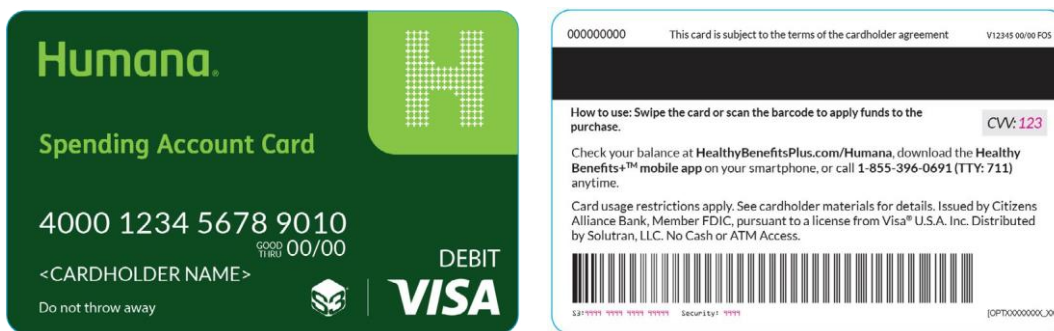 Humana®
Spending Account Card
4000 1234 5678 9010
GOOD THRU 00/00
<CARDHOLDER NAME>
Do not throw away
DEBIT
VISA
000000000 This card is subject to the terms of the cardholder agreement V12345 00/00 FOS
How to use: Swipe the card or scan the barcode to apply funds to the
purchase.
CVV: 123
Check your balance at HealthyBenefitsPlus.com/Humana, download the Healthy
Benefits+™ mobile app on your smartphone, or call 1-855-396-0691 (TTY: 711)
anytime.
Card usage restrictions apply. See cardholder materials for details. Issued by Citizens
Alliance Bank, Member FDIC, pursuant to a license from Visa® U.S.A. Inc. Distributed
by Solutran, LLC. No Cash or ATM Access.
S3:9999 9999 9999 99999 Security: 9999